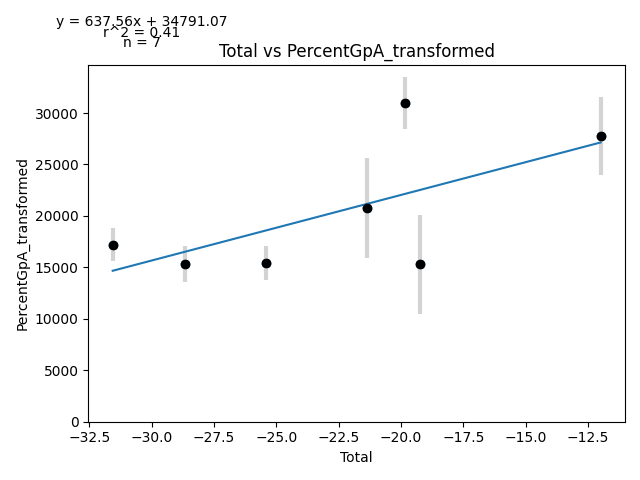 y = 637.56x + 34791.07
r^2 = 0.41
n = 7
Total vs PercentGpA_transformed
PercentGpA_transformed
30000
25000
20000
15000
10000
5000
0
−32.5 −30.0 −27.5 −25.0 −22.5 −20.0 −17.5 −15.0 −12.5
Total